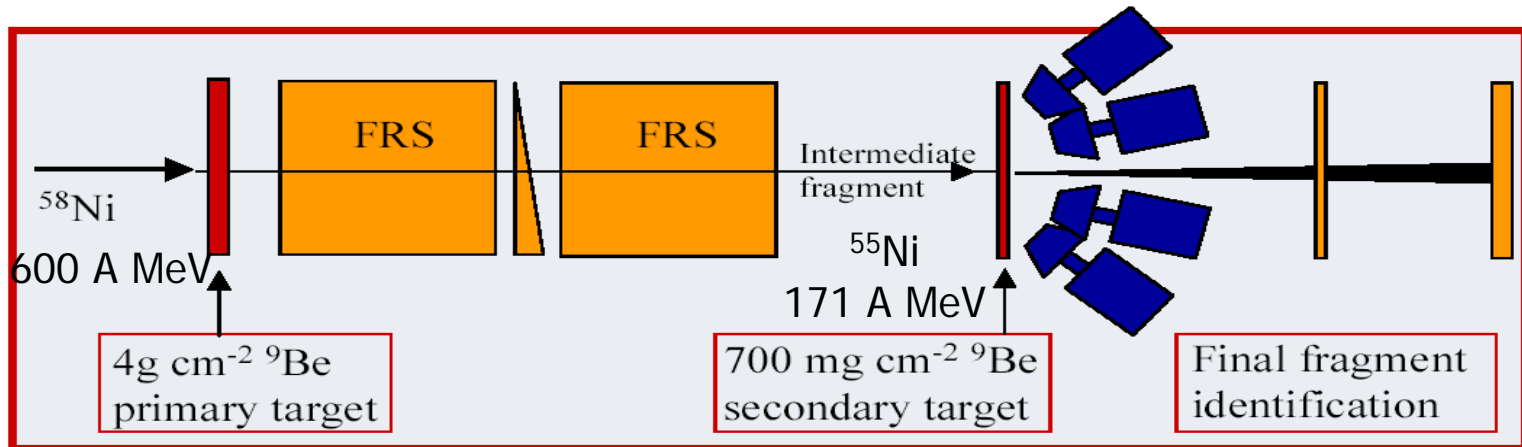 FRS
FRS
Intermediate
fragment
⁵⁸Ni
600 A MeV
⁵⁵Ni
171 A MeV
4g cm⁻² ⁹Be
primary target
700 mg cm⁻² ⁹Be
secondary target
Final fragment
identification